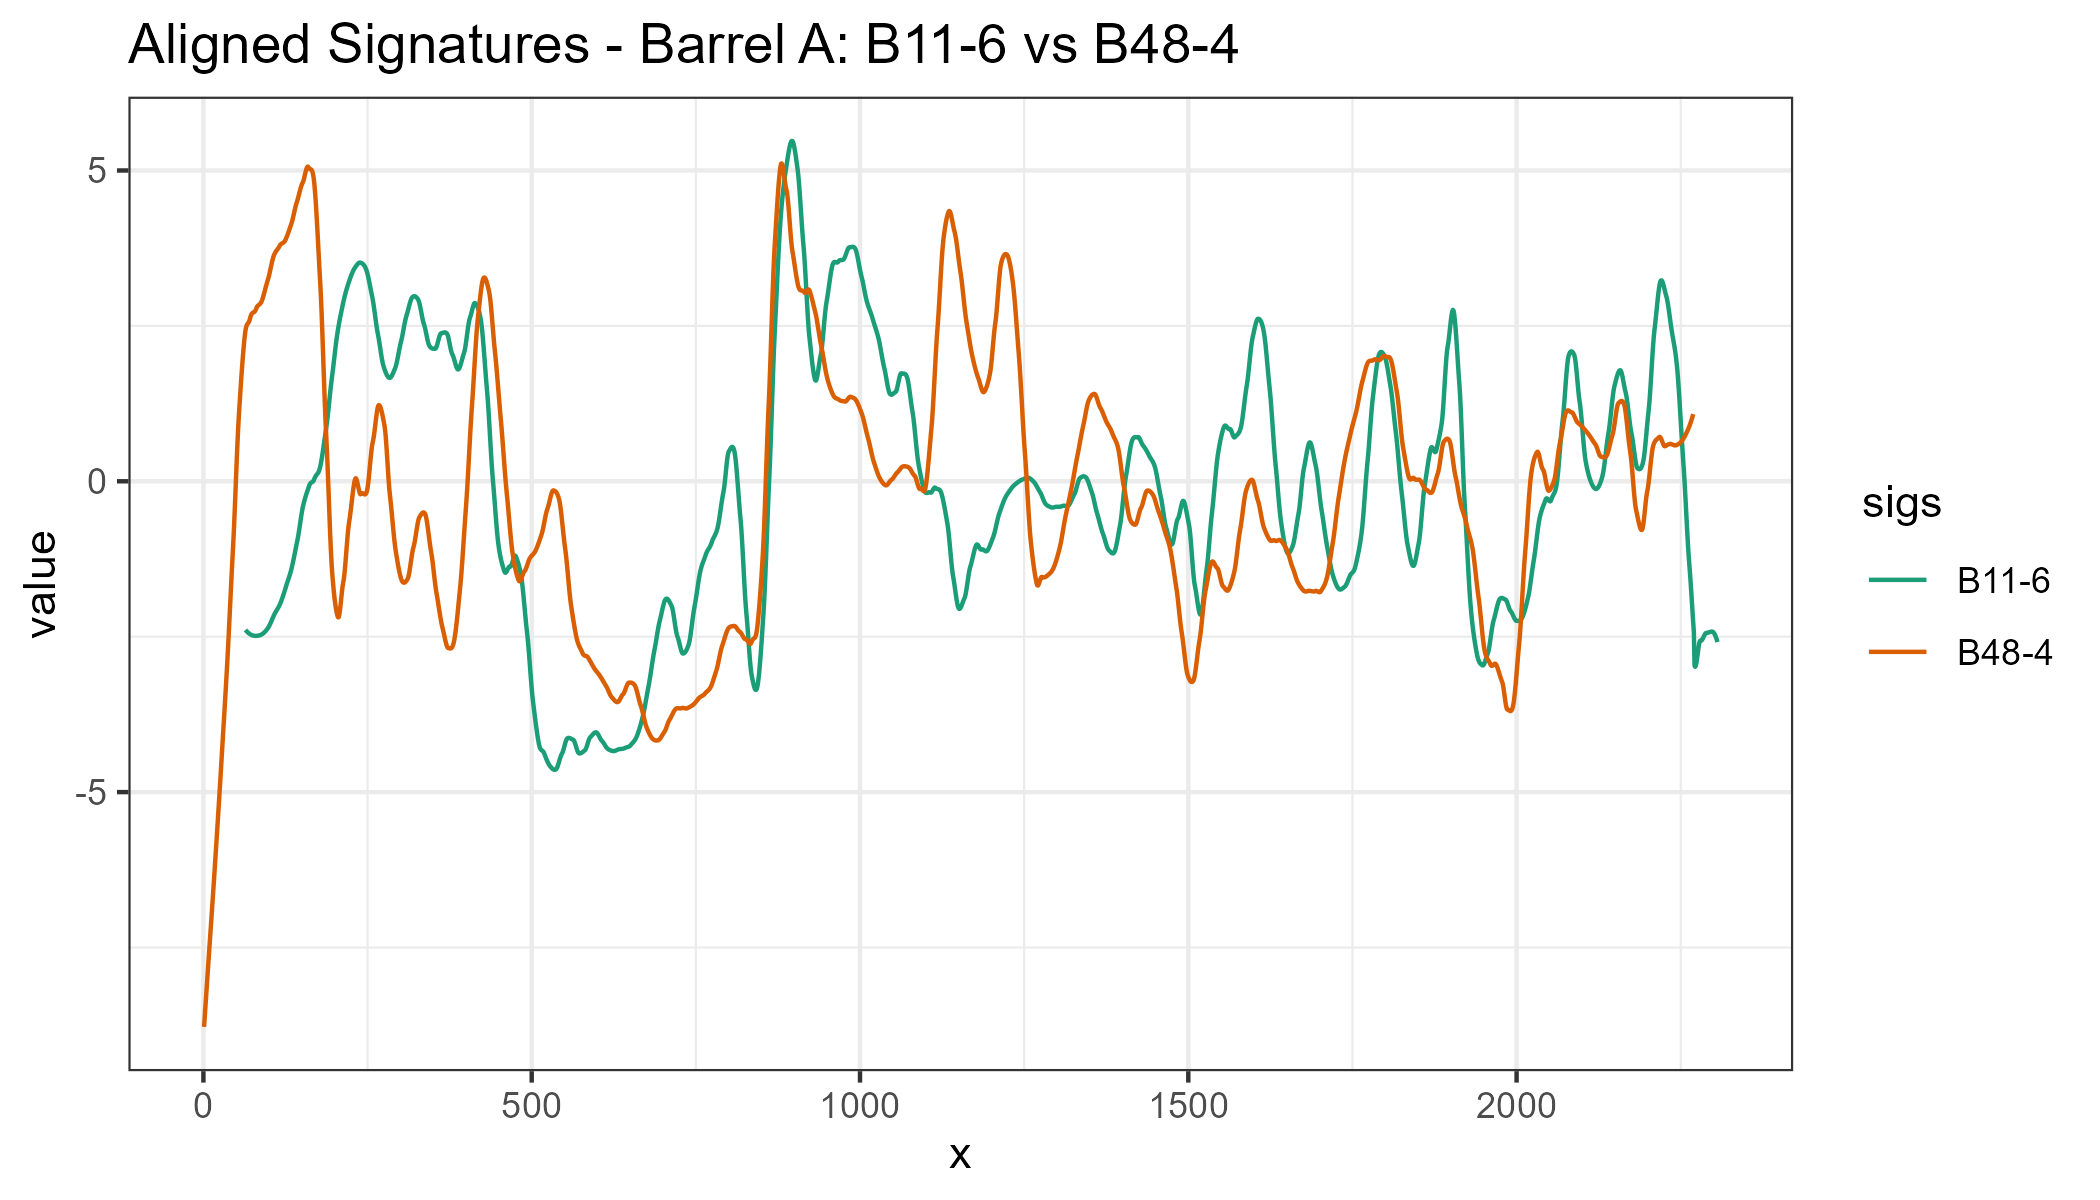 Aligned Signatures - Barrel A: B11-6 vs B48-4
5
0
-5
value
0 500 1000 1500 2000
x
sigs
B11-6
B48-4